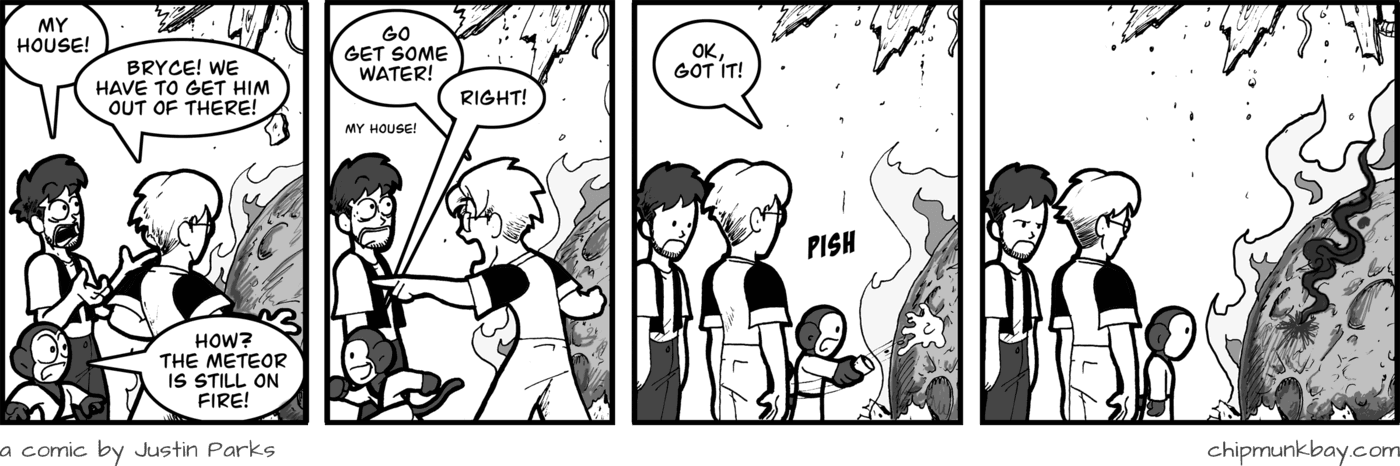 MY
HOUSE!
BRYCE! WE
HAVE TO GET HIM
OUT OF THERE!
HOW?
THE METEOR
IS STILL ON
FIRE!
GO
GET SOME
WATER!
RIGHT!
MY HOUSE!
OK,
GOT IT!
PISH
a comic by Justin Parks
chipmunkbay.com